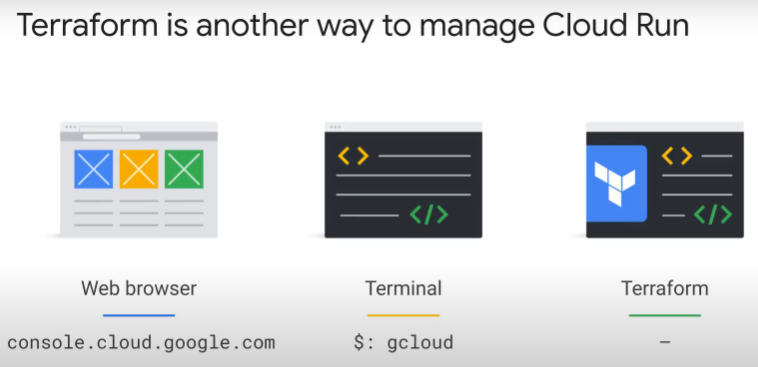 Terraform is another way to manage Cloud Run
<>
<>
</>
</>
Web browser
Terminal
Terraform
console.cloud.google.com
$: gcloud
–